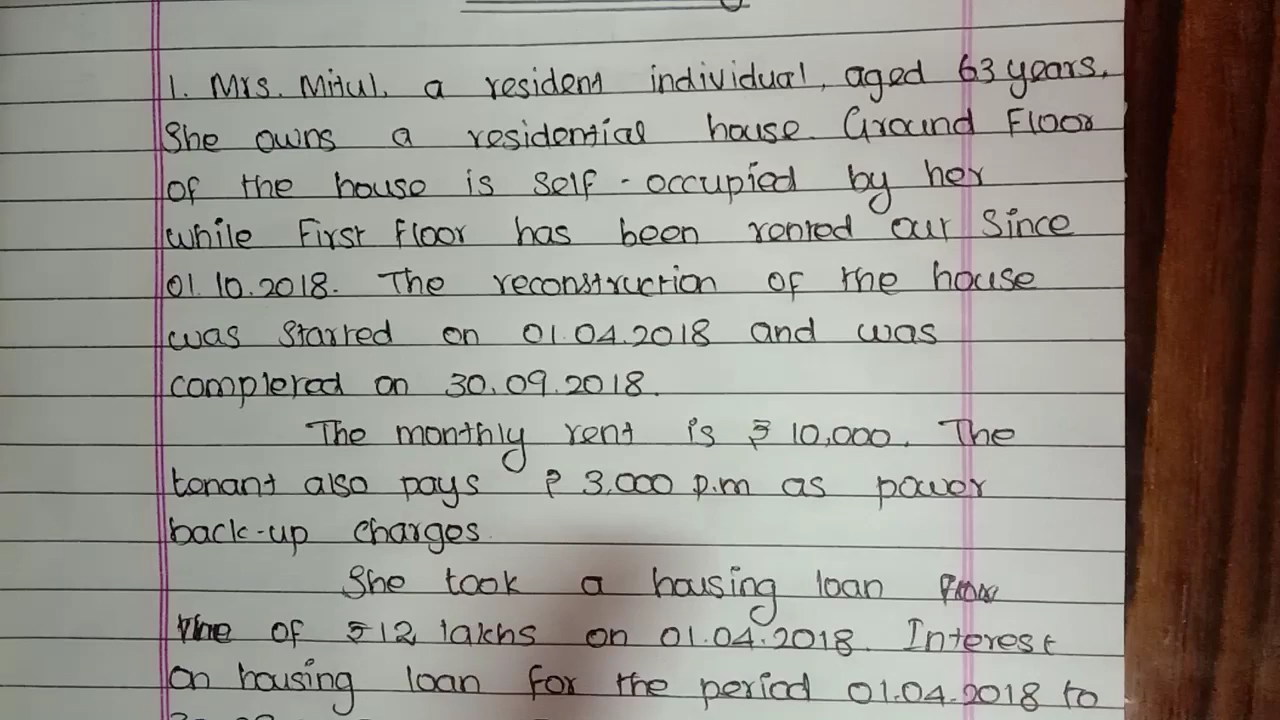 1. Mrs. Mitul, a resident individual, aged 63 years.
She owns a residential house. Ground Floor
of the house is self-occupied by her
while First Floor has been rented out since
01.10.2018. The reconstruction of the house
was started on 01.04.2018 and was
completed on 30.09.2018.
The monthly rent is ₹ 10,000. The
tenant also pays ₹ 3,000 p.m as power
back-up charges.
She took a housing loan
of ₹ 12 lakhs on 01.04.2018. Interest
on housing loan for the period 01.04.2018 to